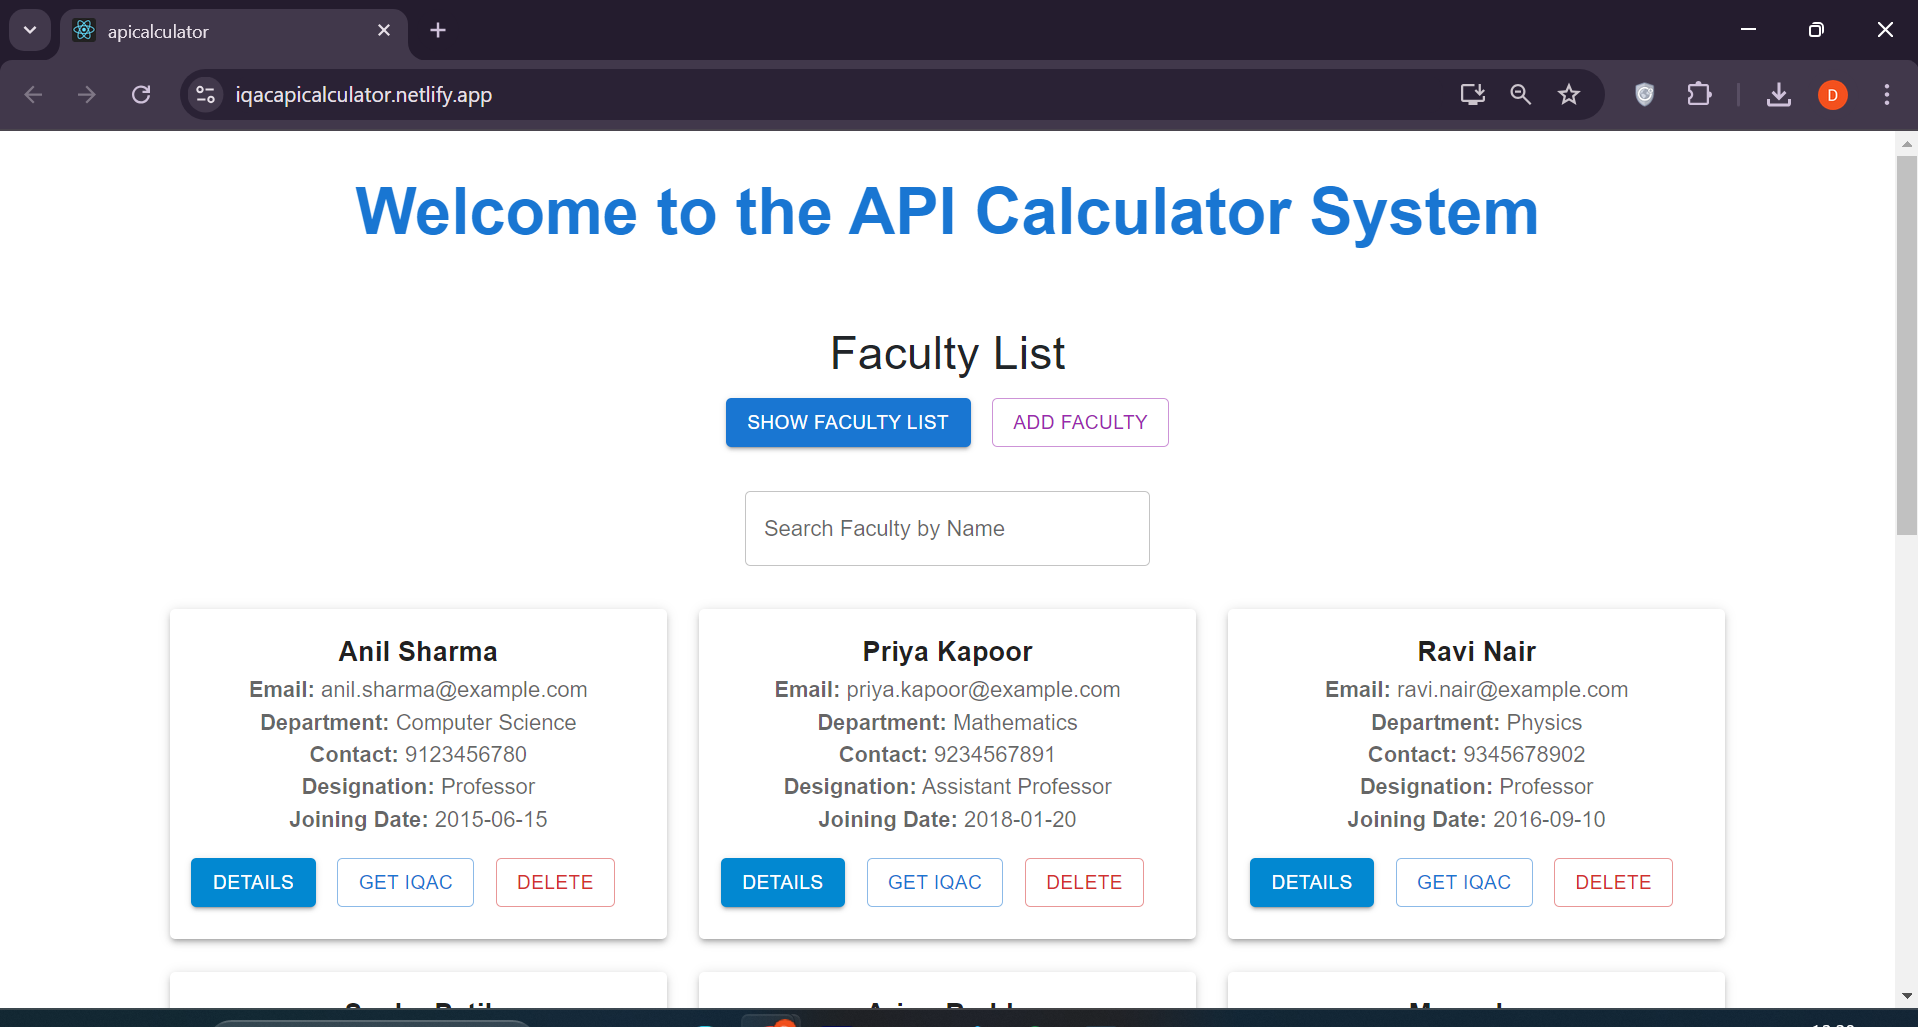 apicalculator
iqacapicalculator.netlify.app
D
Welcome to the API Calculator System
Faculty List
SHOW FACULTY LIST
ADD FACULTY
Search Faculty by Name
Anil Sharma
Email: anil.sharma@example.com
Department: Computer Science
Contact: 9123456780
Designation: Professor
Joining Date: 2015-06-15
DETAILS
GET IQAC
DELETE
Priya Kapoor
Email: priya.kapoor@example.com
Department: Mathematics
Contact: 9234567891
Designation: Assistant Professor
Joining Date: 2018-01-20
DETAILS
GET IQAC
DELETE
Ravi Nair
Email: ravi.nair@example.com
Department: Physics
Contact: 9345678902
Designation: Professor
Joining Date: 2016-09-10
DETAILS
GET IQAC
DELETE